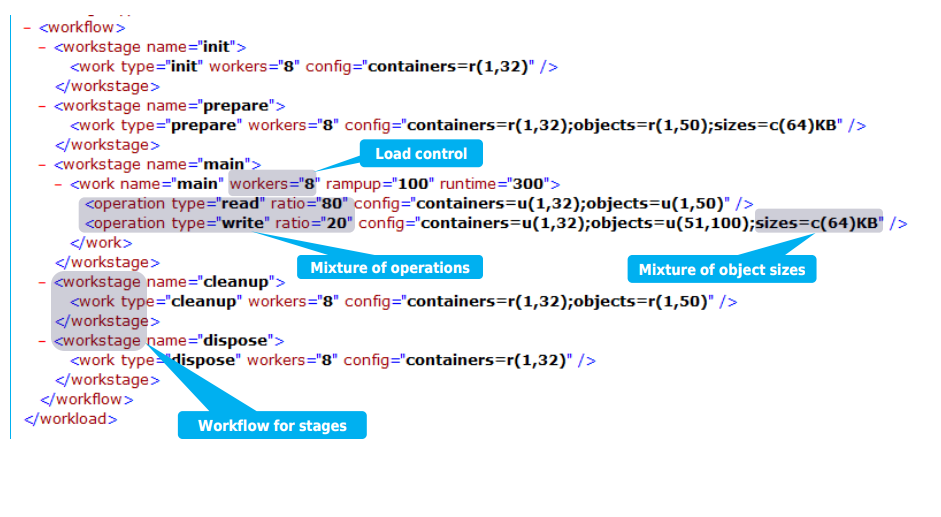 – <workflow>
– <workstage name="init">
<work type="init" workers="8" config="containers=r(1,32)" />
</workstage>
– <workstage name="prepare">
<work type="prepare" workers="8" config="containers=r(1,32);objects=r(1,50);sizes=c(64)KB" />
</workstage>
– <workstage name="main">
Load control
– <work name="main" workers="8" rampup="100" runtime="300">
<operation type="read" ratio="80" config="containers=u(1,32);objects=u(1,50)" />
<operation type="write" ratio="20" config="containers=u(1,32);objects=u(51,100);sizes=c(64)KB" />
</work>
</workstage>
Mixture of operations
Mixture of object sizes
– <workstage name="cleanup">
<work type="cleanup" workers="8" config="containers=r(1,32);objects=r(1,50)" />
</workstage>
– <workstage name="dispose">
<work type="dispose" workers="8" config="containers=r(1,32)" />
</workstage>
</workflow>
</workload>
Workflow for stages